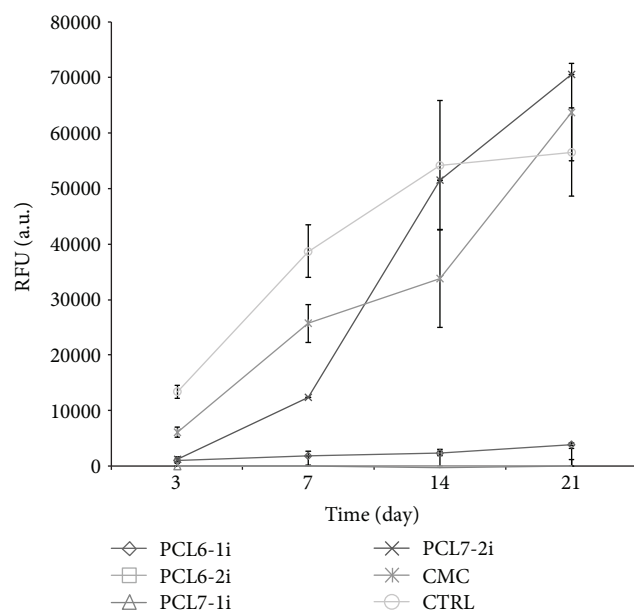 80000
70000
60000
50000
40000
30000
20000
10000
0
RFU (a.u.)
3 7 14 21
Time (day)
PCL6-1i PCL7-2i
PCL6-2i CMC
PCL7-1i CTRL